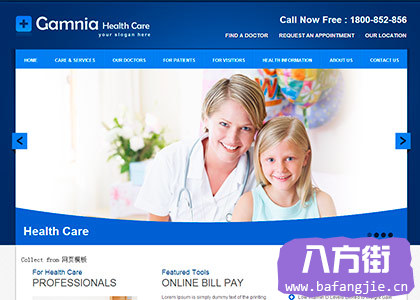 Gamnia Health Care
your slogan here
Call Now Free : 1800-852-856
FIND A DOCTOR REQUEST AN APPOINTMENT OUR LOCATION
HOME CARE & SERVICES OUR DOCTORS FOR PATIENTS FOR VISITORS HEALTH INFORMATION ABOUT US CONTACT US
Health Care
Collect from 网页模板
For Health Care
PROFESSIONALS
Featured Tools
ONLINE BILL PAY
Lorem Ipsum is simply dummy text of the printing
八方街
www.bafangjie.cn